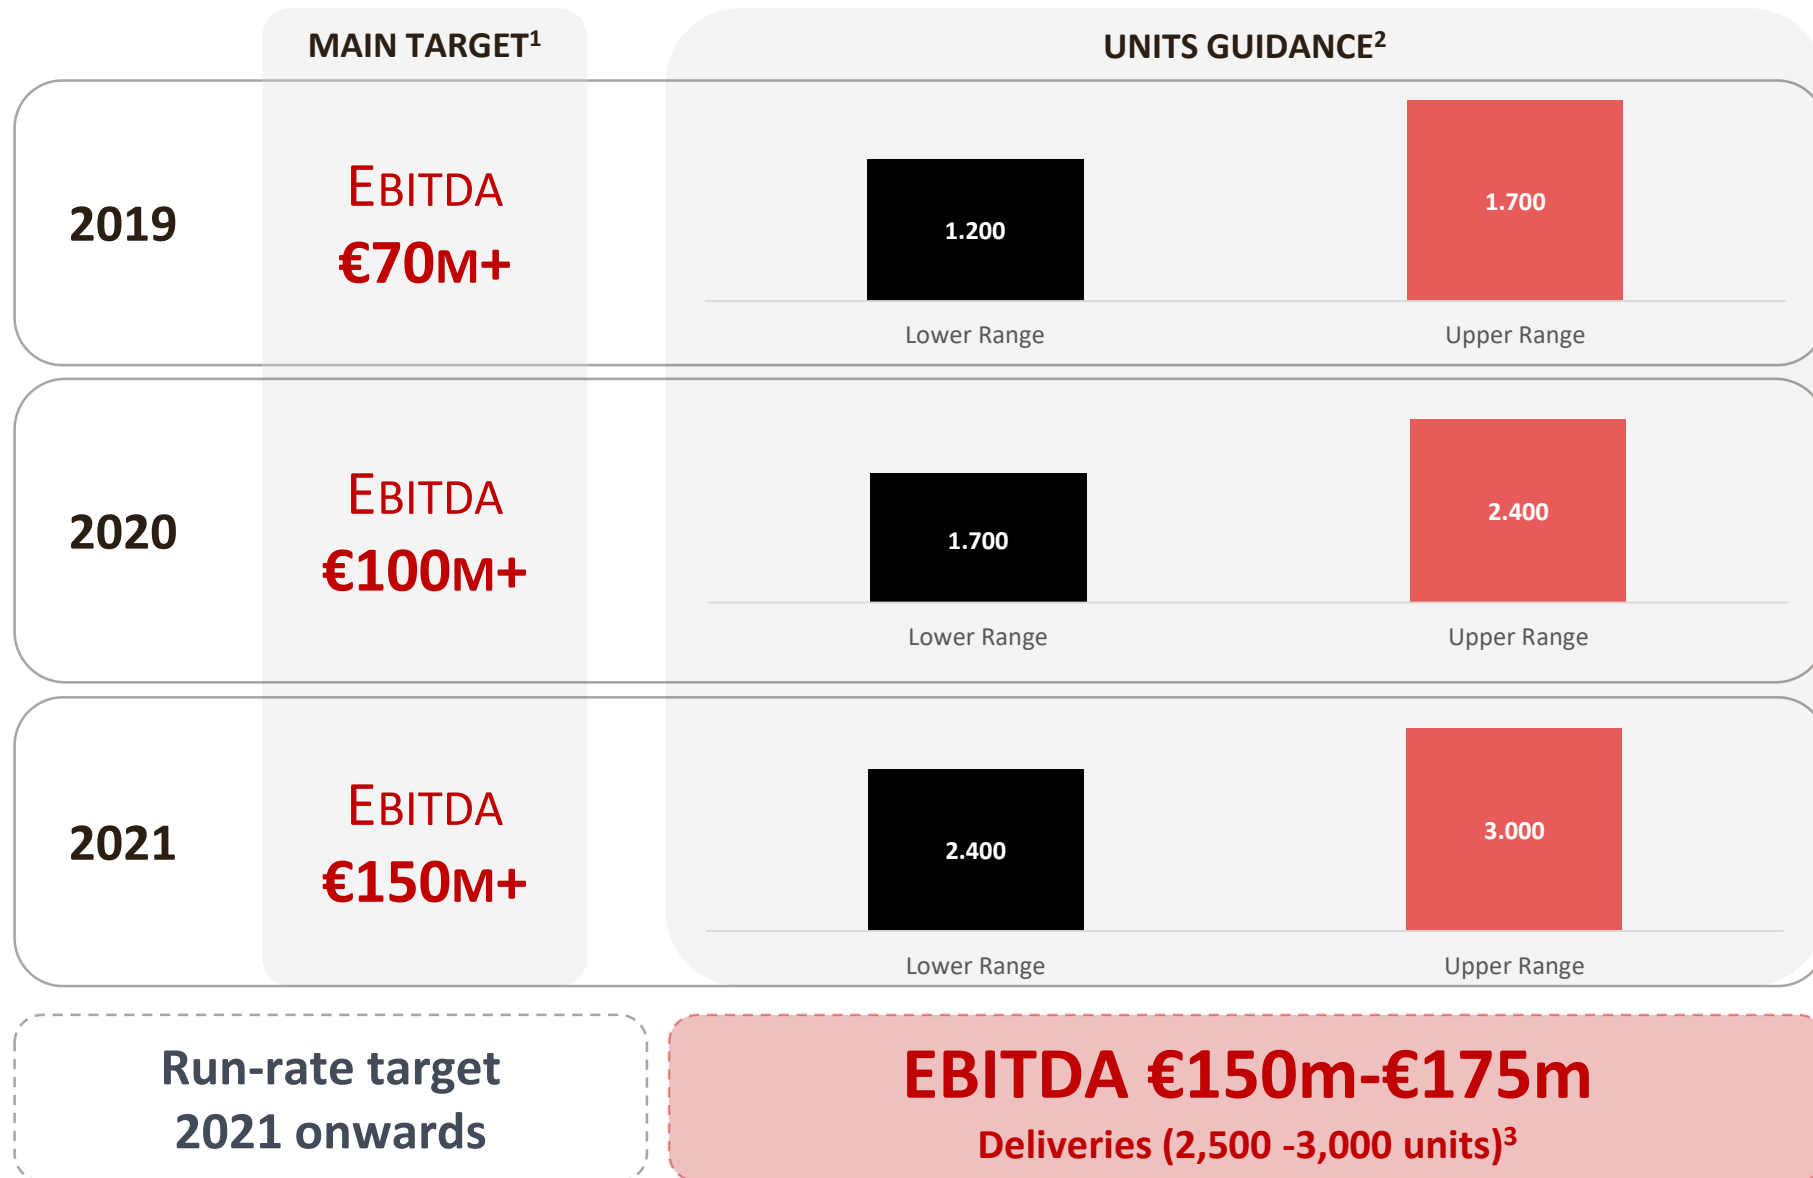 MAIN TARGET¹
UNITS GUIDANCE²
2019
EBITDA
€70M+
1.200
1.700
Lower Range
Upper Range
2020
EBITDA
€100M+
1.700
2.400
Lower Range
Upper Range
2021
EBITDA
€150M+
2.400
3.000
Lower Range
Upper Range
Run-rate target
2021 onwards
EBITDA €150m-€175m
Deliveries (2,500 -3,000 units)³